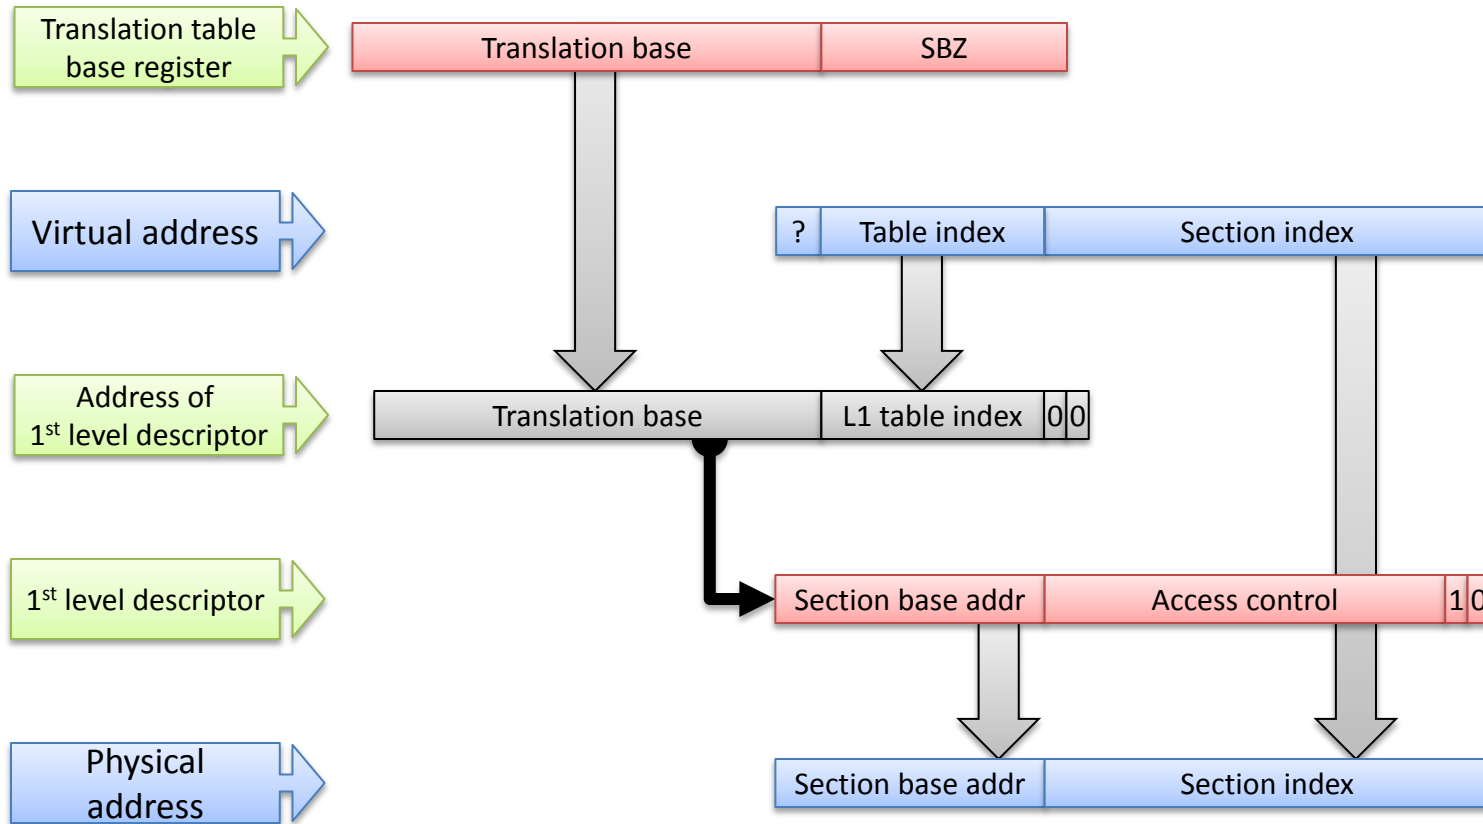 Translation table
base register
Translation base
SBZ
Virtual address
?
Table index
Section index
Address of
1st level descriptor
Translation base
L1 table index
0
0
1st level descriptor
Section base addr
Access control
1
0
Physical
address
Section base addr
Section index